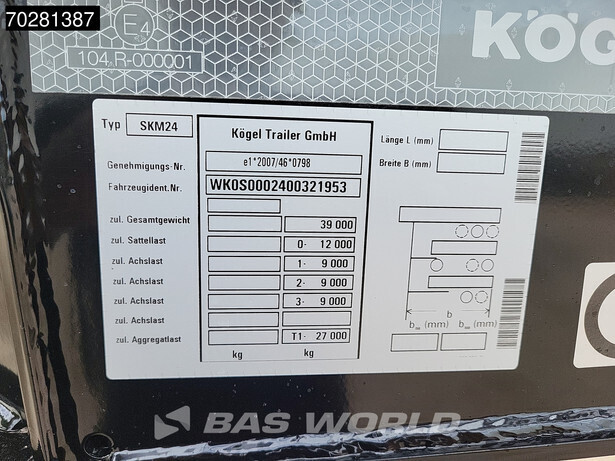 70281387
E4
104 R-000001
KÖG
Typ SKM24
Kögel Trailer GmbH
Länge L (mm)
Breite B (mm)
Genehmigungs-Nr. e1*2007/46*0798
Fahrzeugident.Nr. WK0S0002400321953
zul. Gesamtgewicht 39 000
zul. Sattellast 0- 12 000
zul. Achslast 1- 9 000
zul. Achslast 2- 9 000
zul. Achslast 3- 9 000
zul. Achslast
zul. Aggregatlast T1- 27 000
kg kg
b
b (mm) b (mm)
BAS WORLD